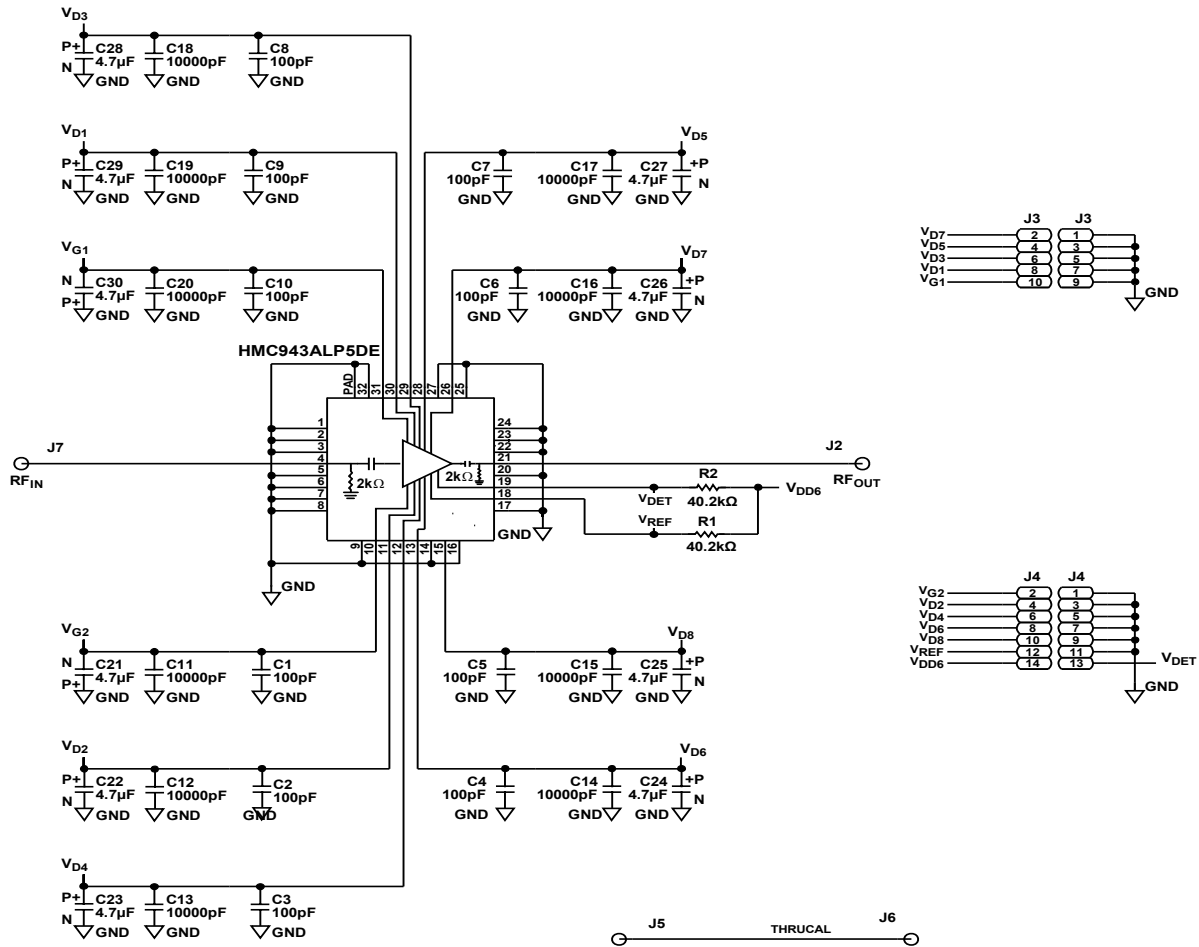 VD3
P+ C28 C18 C8
N 4.7µF 10000pF 100pF
GND GND GND
VD1 VD5
P+ C29 C19 C9 C7 C17 C27 +P
N 4.7µF 10000pF 100pF 100pF 10000pF 4.7µF N
GND GND GND GND GND GND
J3 J3
VD7 2 1
VD5 4 3
VD3 6 5
VD1 8 7
VG1 10 9
GND
VG1 VD7
N C30 C20 C10 C6 C16 C26 +P
P+ 4.7µF 10000pF 100pF 100pF 10000pF 4.7µF N
GND GND GND GND GND GND
HMC943ALP5DE
PAD 32 31 30 29 28 27 26 25
1 24
2 23
3 22
J7 4 21 J2
RFIN 2kΩ 2kΩ RFOUT
5 20
6 19
7 18
8 17
R2
VDET 40.2kΩ VDD6
VREF R1
40.2kΩ
GND
9 10 11 12 13 14 15 16
GND
J4 J4
VG2 2 1
VD2 4 3
VD4 6 5
VD6 8 7
VD8 10 9
VREF 12 11
VDD6 14 13 VDET
GND
VG2 VD8
N C21 C11 C1 C5 C15 C25 +P
P+ 4.7µF 10000pF 100pF 100pF 10000pF 4.7µF N
GND GND GND GND GND GND
VD2 VD6
P+ C22 C12 C2 C4 C14 C24 +P
N 4.7µF 10000pF 100pF 100pF 10000pF 4.7µF N
GND GND GND GND GND GND
VD4
P+ C23 C13 C3
N 4.7µF 10000pF 100pF
GND GND GND
J5 THRUCAL J6